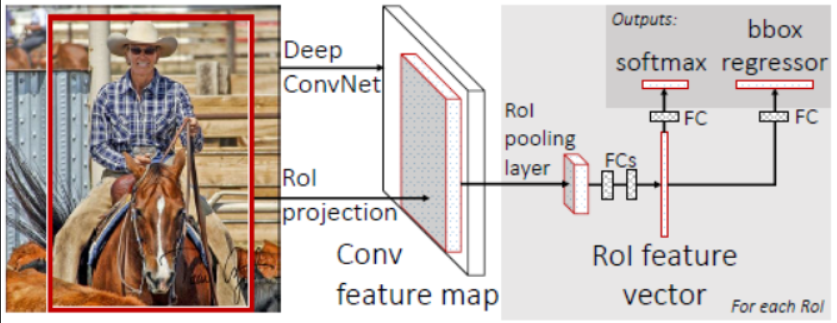 Deep
ConvNet
RoI
projection
Conv
feature map
RoI
pooling
layer
FCs
RoI feature
vector
For each RoI
Outputs:
softmax
bbox
regressor
FC
FC